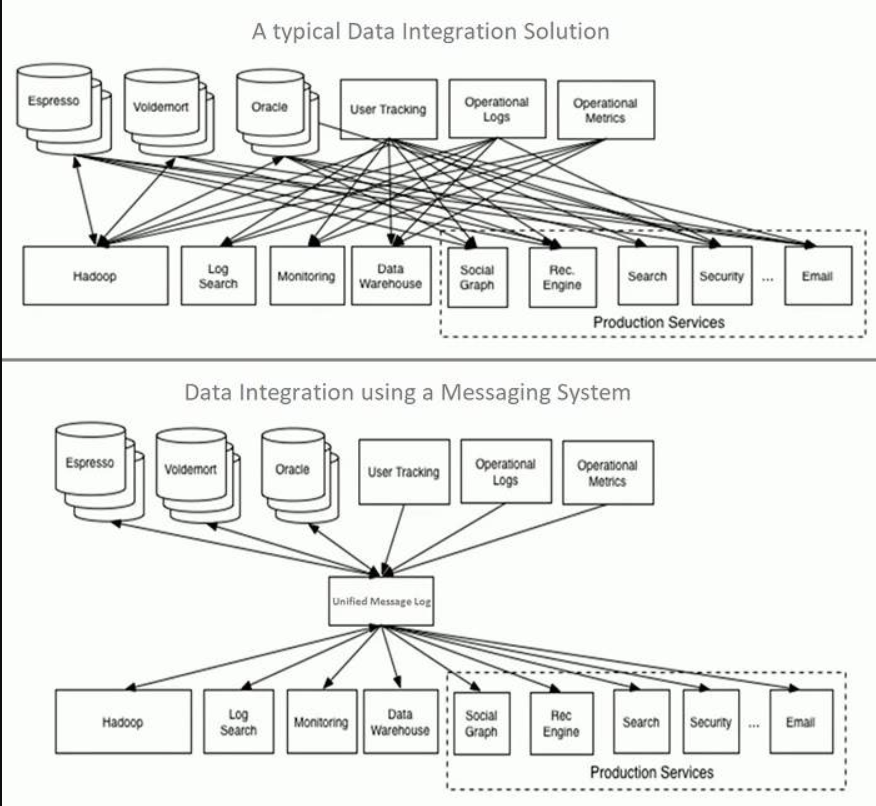 A typical Data Integration Solution
Espresso
Voldemort
Oracle
User Tracking
Operational
Logs
Operational
Metrics
Hadoop
Log
Search
Monitoring
Data
Warehouse
Social
Graph
Rec.
Engine
Search
Security
...
Email
Production Services
Data Integration using a Messaging System
Espresso
Voldemort
Oracle
User Tracking
Operational
Logs
Operational
Metrics
Unified Message Log
Hadoop
Log
Search
Monitoring
Data
Warehouse
Social
Graph
Rec
Engine
Search
Security
...
Email
Production Services